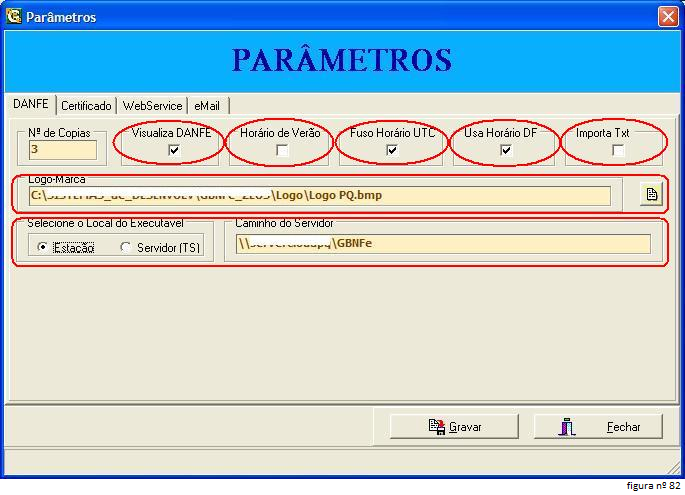 Parâmetros
PARÂMETROS
DANFE Certificado WebService eMail
Nº de Copias Visualiza DANFE Horário de Verão Fuso Horário UTC Usa Horário DF Importa Txt
3
Logo-Marca
\Logo\Logo PQ.bmp
Selecione o Local do Executavel Caminho do Servidor
Estação Servidor (TS) \GBNFe
Gravar Fechar
figura nº 82